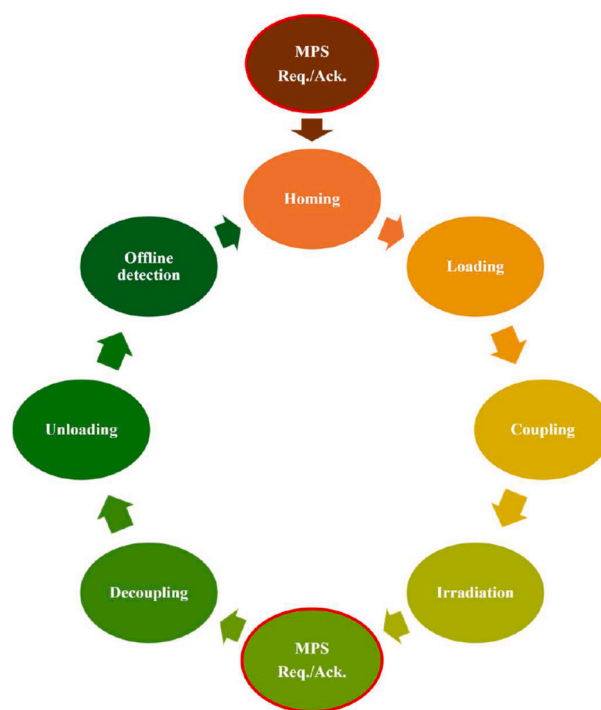 MPS
Req./Ack.
Homing
Loading
Coupling
Irradiation
MPS
Req./Ack.
Decoupling
Unloading
Offline
detection